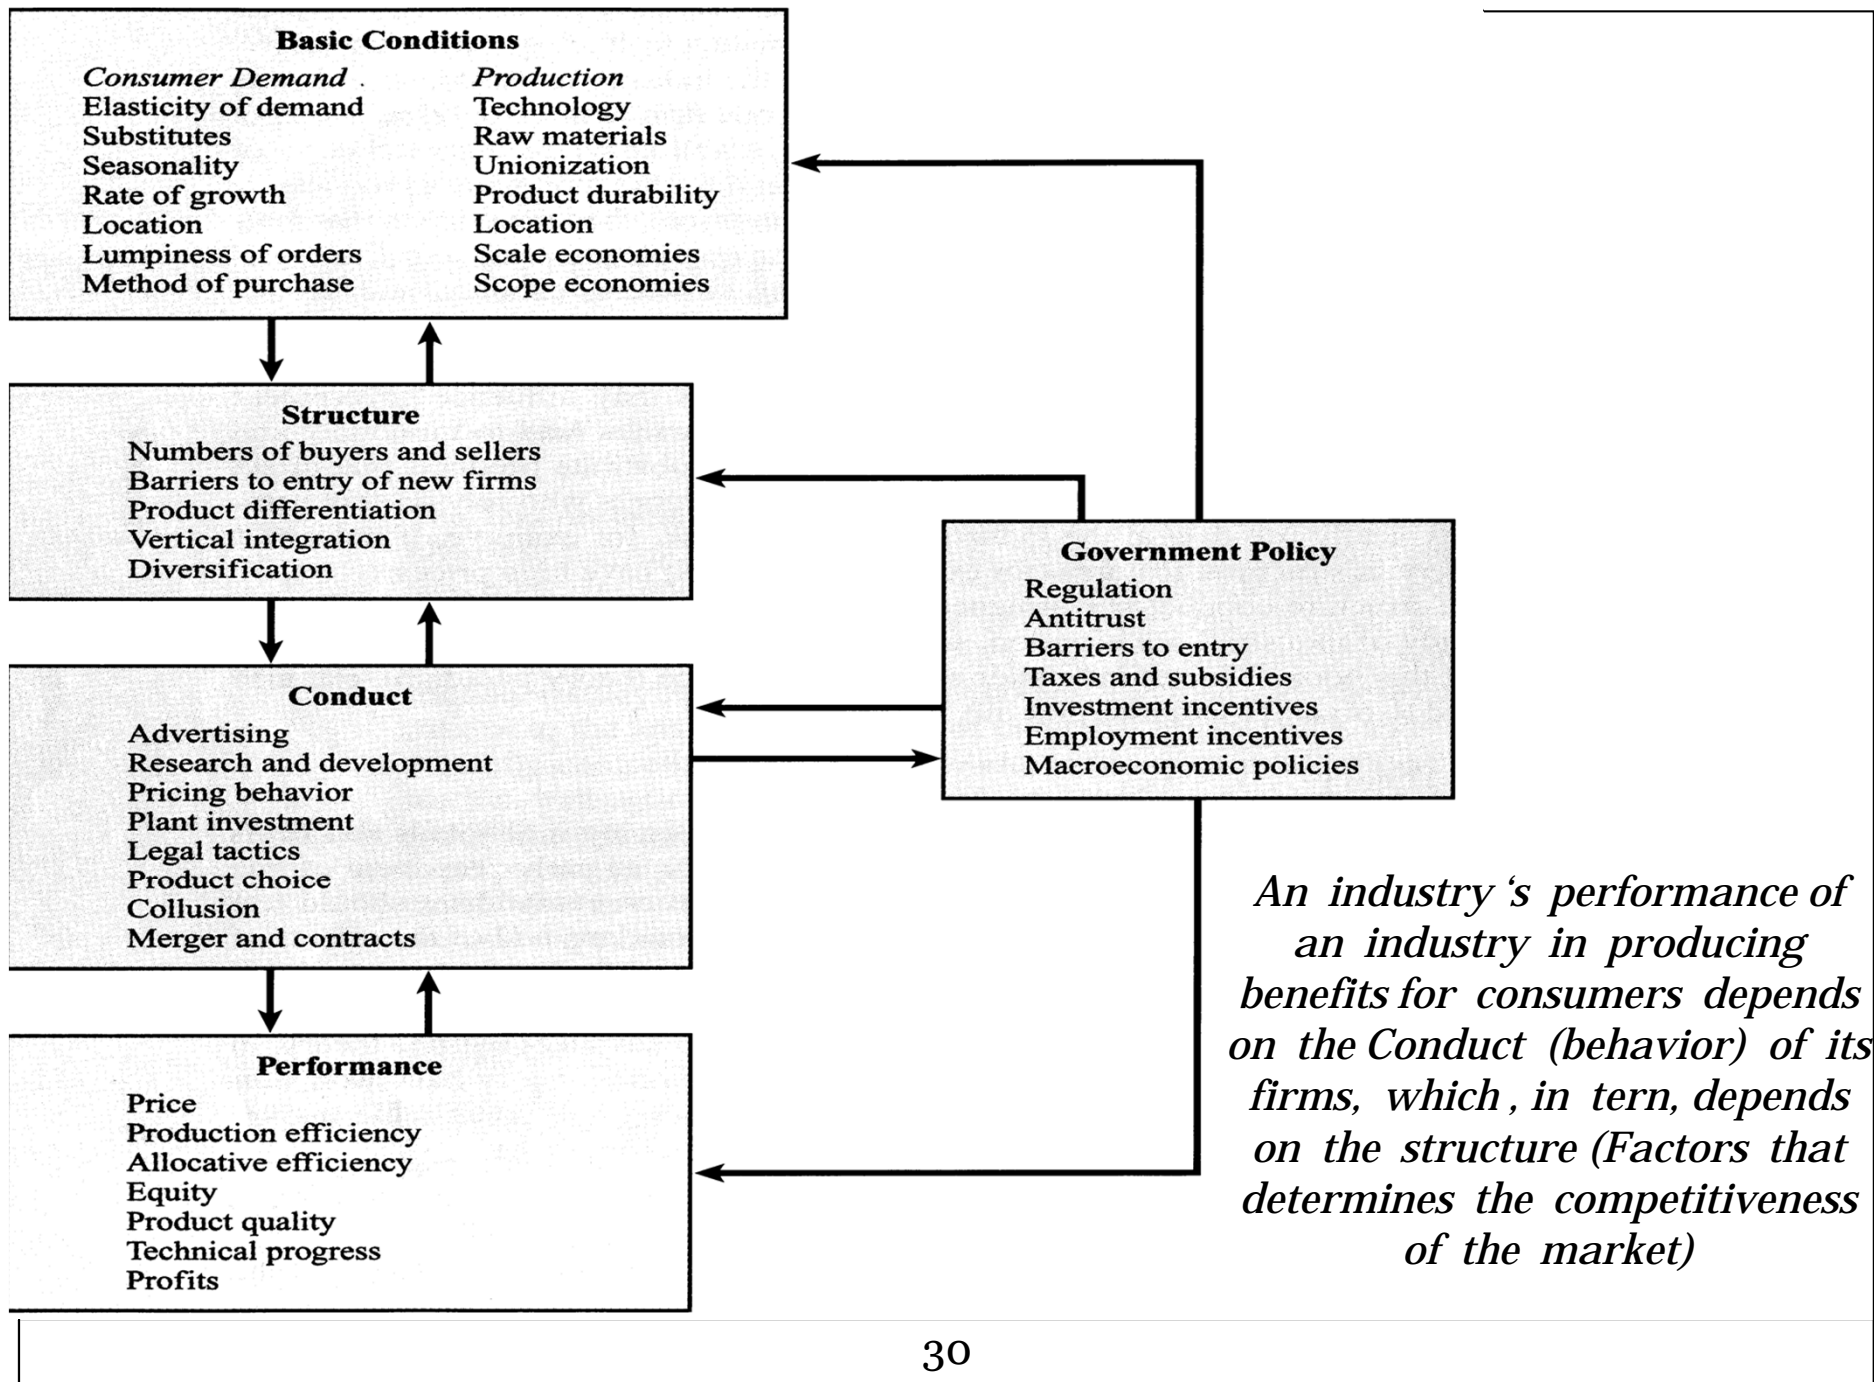 Basic Conditions
Consumer Demand .
Elasticity of demand
Substitutes
Seasonality
Rate of growth
Location
Lumpiness of orders
Method of purchase
Production
Technology
Raw materials
Unionization
Product durability
Location
Scale economies
Scope economies
Structure
Numbers of buyers and sellers
Barriers to entry of new firms
Product differentiation
Vertical integration
Diversification
Government Policy
Regulation
Antitrust
Barriers to entry
Taxes and subsidies
Investment incentives
Employment incentives
Macroeconomic policies
Conduct
Advertising
Research and development
Pricing behavior
Plant investment
Legal tactics
Product choice
Collusion
Merger and contracts
Performance
Price
Production efficiency
Allocative efficiency
Equity
Product quality
Technical progress
Profits
An industry ‘s performance of
an industry in producing
benefits for consumers depends
on the Conduct (behavior) of its
firms, which , in tern, depends
on the structure (Factors that
determines the competitiveness
of the market)
30